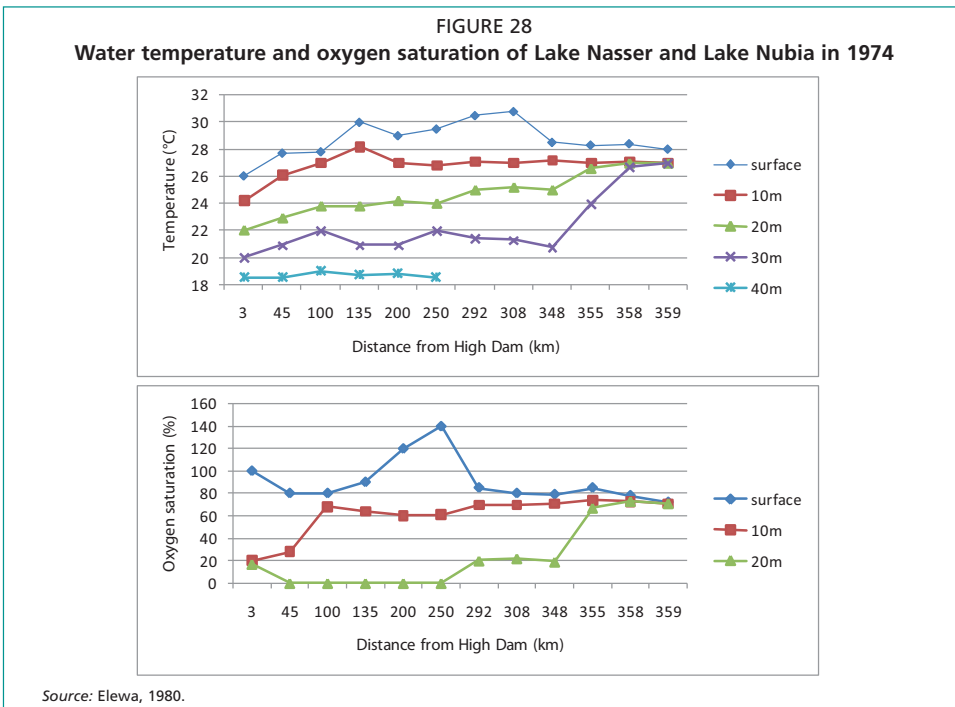 FIGURE 28
Water temperature and oxygen saturation of Lake Nasser and Lake Nubia in 1974
32
30
28
26
24
22
20
18
Temperature (°C)
3 45 100 135 200 250 292 308 348 355 358 359
Distance from High Dam (km)
surface
10m
20m
30m
40m
160
140
120
100
80
60
40
20
0
Oxygen saturation (%)
3 45 100 135 200 250 292 308 348 355 358 359
Distance from High Dam (km)
surface
10m
20m
Source: Elewa, 1980.